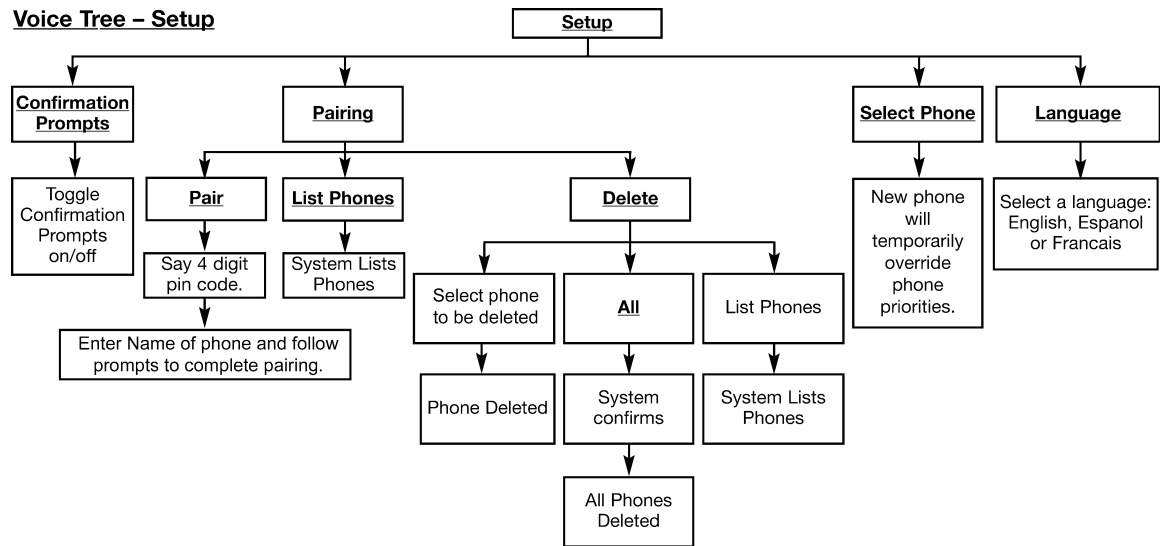 Voice Tree – Setup
Setup
Confirmation
Prompts
Pairing
Select Phone
Language
Toggle
Confirmation
Prompts
on/off
Pair
List Phones
Delete
New phone
will
temporarily
override
phone
priorities.
Select a language:
English, Espanol
or Francais
Say 4 digit
pin code.
System Lists
Phones
Select phone
to be deleted
All
List Phones
Enter Name of phone and follow
prompts to complete pairing.
Phone Deleted
System
confirms
System Lists
Phones
All Phones
Deleted